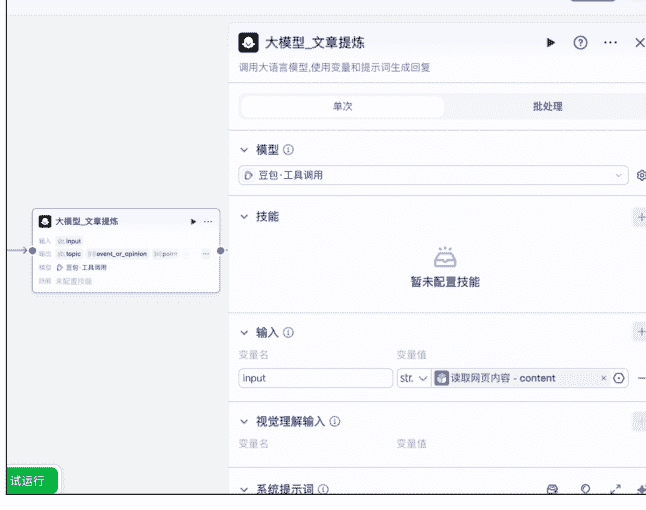 大模型_文章提炼
调用大语言模型,使用变量和提示词生成回复
单次 批处理
模型
豆包·工具调用
大模型_文章提炼
输入 str. input
输出 topic event_or_opinion point
模型 豆包·工具调用
技能 未配置技能
技能
暂未配置技能
输入
变量名 变量值
input str. 读取网页内容 - content
视觉理解输入
变量名 变量值
试运行
系统提示词